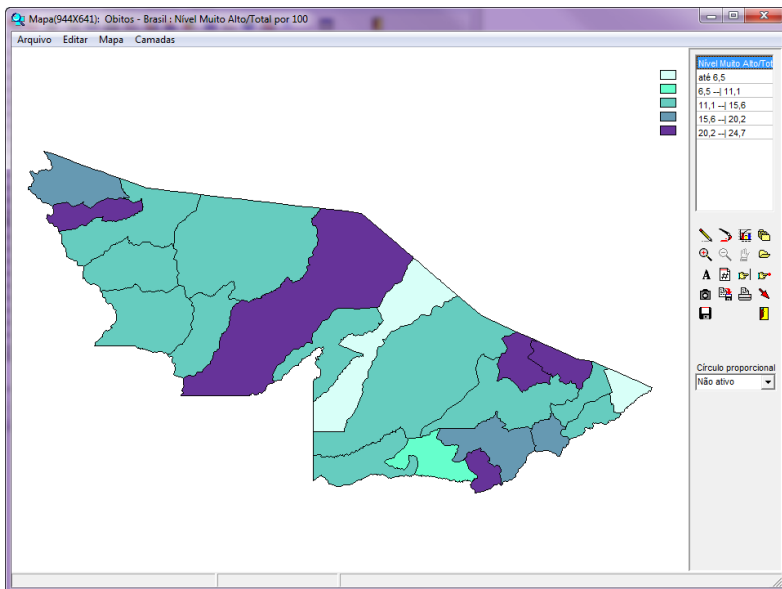 Mapa(944X641): Obitos - Brasil : Nível Muito Alto/Total por 100
Arquivo Editar Mapa Camadas
Nível Muito Alto/Tot
até 6,5
6,5 --| 11,1
11,1 --| 15,6
15,6 --| 20,2
20,2 --| 24,7
A
Círculo proporcional
Não ativo